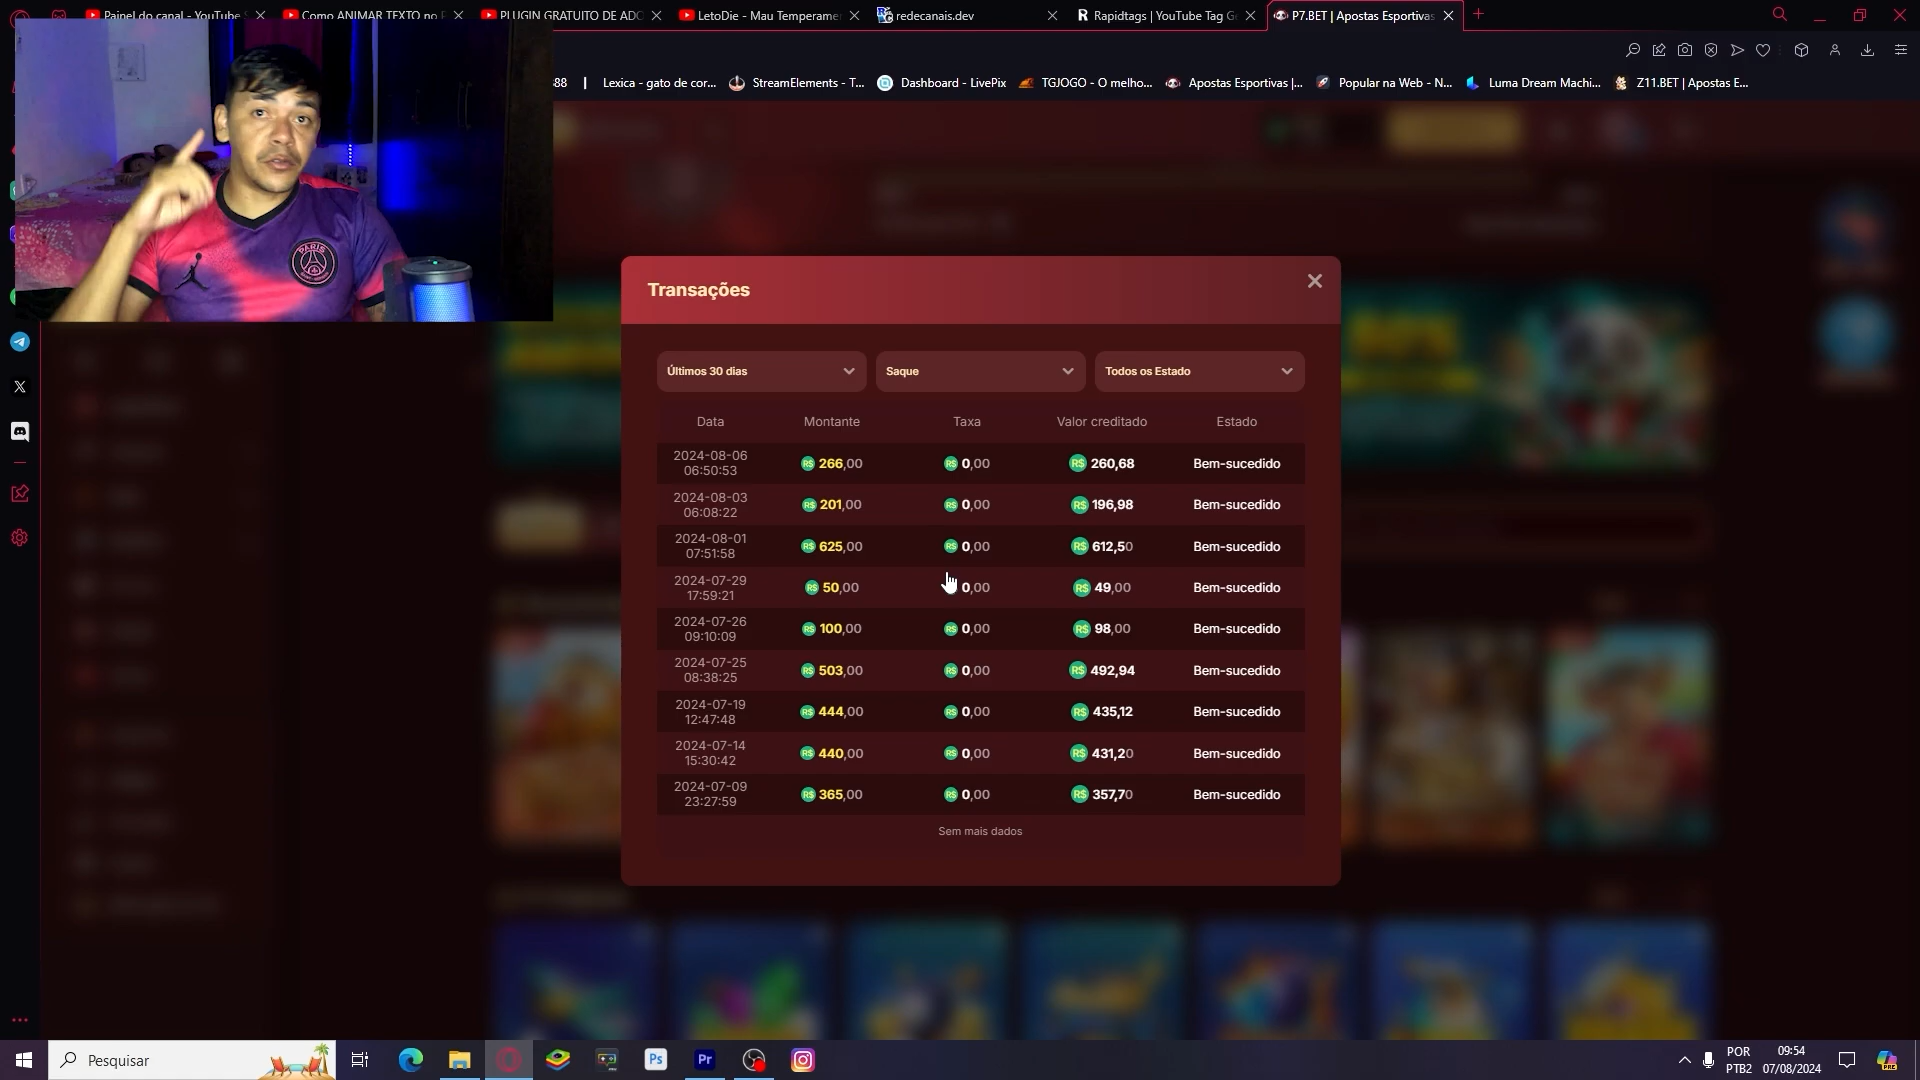 Painel do canal - YouTube S
Como ANIMAR TEXTO no P
PLUGIN GRATUITO DE ADO
LetoDie - Mau Temperame
redecanais.dev
Rapidtags | YouTube Tag Ge
P7.BET | Apostas Esportivas
88
Lexica - gato de cor...
StreamElements - T...
Dashboard - LivePix
TGJOGO - O melho...
Apostas Esportivas |...
Popular na Web - N...
Luma Dream Machi...
Z11.BET | Apostas E...
PARIS
Transações
Últimos 30 dias
Saque
Todos os Estado
Data Montante Taxa Valor creditado Estado
2024-08-06
06:50:53
R$ 266,00 R$ 0,00 R$ 260,68 Bem-sucedido
2024-08-03
06:08:22
R$ 201,00 R$ 0,00 R$ 196,98 Bem-sucedido
2024-08-01
07:51:58
R$ 625,00 R$ 0,00 R$ 612,50 Bem-sucedido
2024-07-29
17:59:21
R$ 50,00 0,00 R$ 49,00 Bem-sucedido
2024-07-26
09:10:09
R$ 100,00 R$ 0,00 R$ 98,00 Bem-sucedido
2024-07-25
08:38:25
R$ 503,00 R$ 0,00 R$ 492,94 Bem-sucedido
2024-07-19
12:47:48
R$ 444,00 R$ 0,00 R$ 435,12 Bem-sucedido
2024-07-14
15:30:42
R$ 440,00 R$ 0,00 R$ 431,20 Bem-sucedido
2024-07-09
23:27:59
R$ 365,00 R$ 0,00 R$ 357,70 Bem-sucedido
Sem mais dados
Pesquisar
Ps
Pr
POR
PTB2
09:54
07/08/2024
PRE